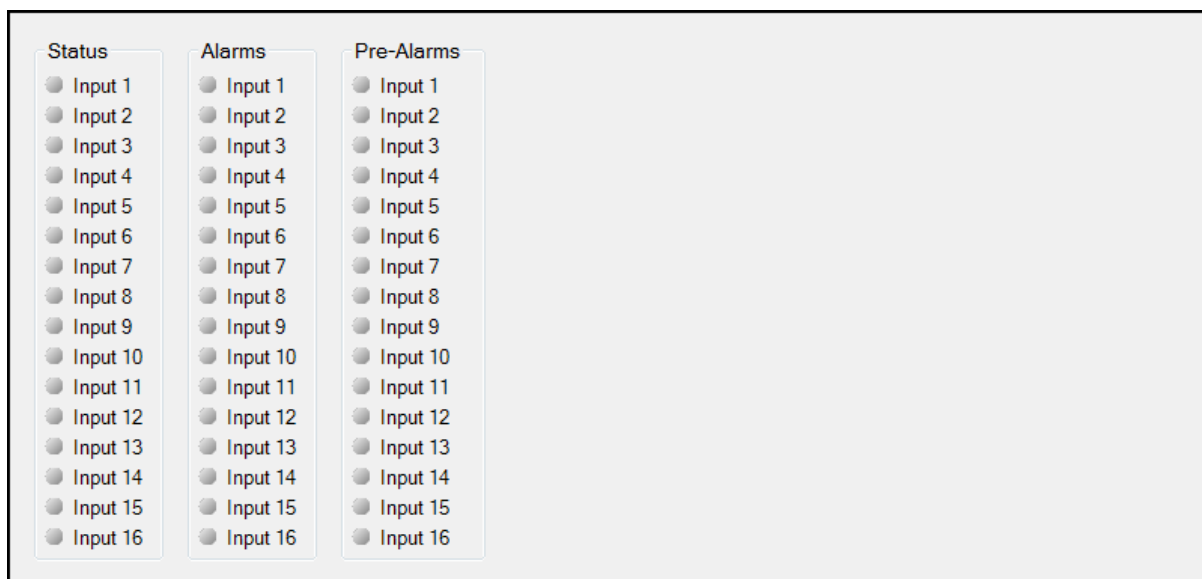 Status
Input 1
Input 2
Input 3
Input 4
Input 5
Input 6
Input 7
Input 8
Input 9
Input 10
Input 11
Input 12
Input 13
Input 14
Input 15
Input 16
Alarms
Input 1
Input 2
Input 3
Input 4
Input 5
Input 6
Input 7
Input 8
Input 9
Input 10
Input 11
Input 12
Input 13
Input 14
Input 15
Input 16
Pre-Alarms
Input 1
Input 2
Input 3
Input 4
Input 5
Input 6
Input 7
Input 8
Input 9
Input 10
Input 11
Input 12
Input 13
Input 14
Input 15
Input 16